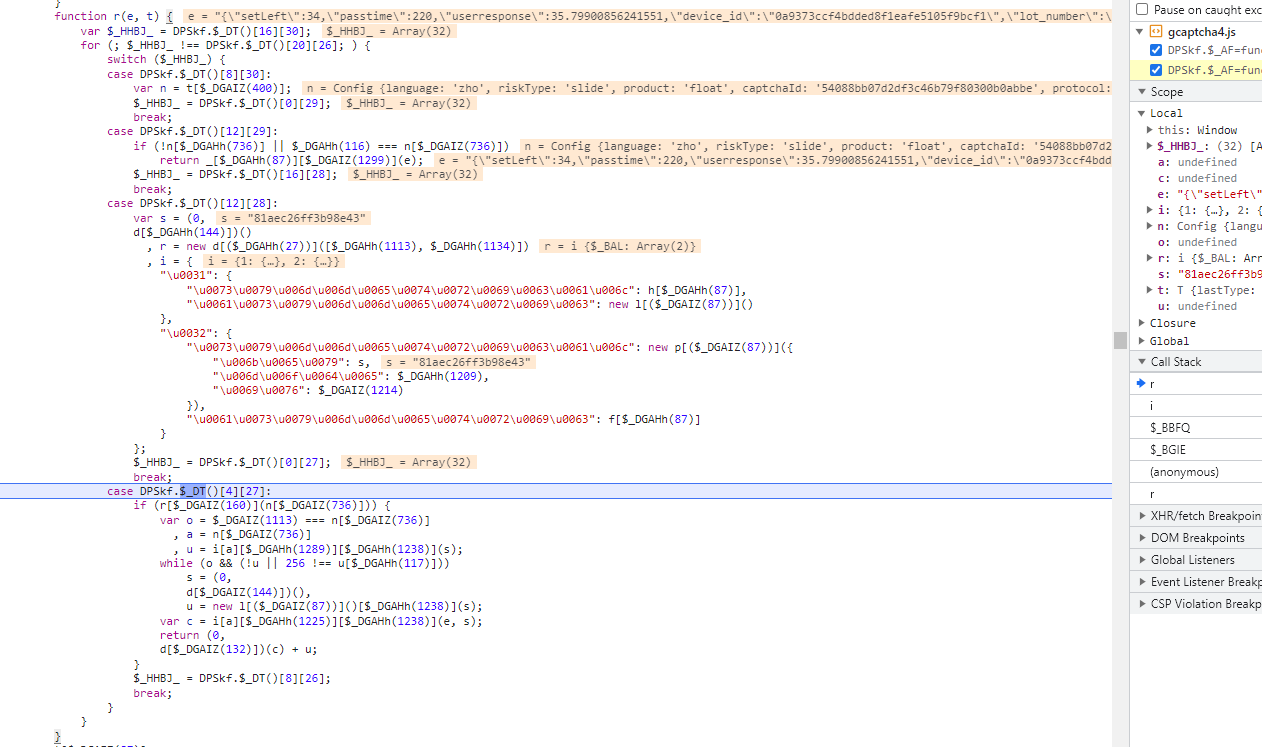 }
function r(e, t) { e = "{\"setLeft\":34,\"passtime\":220,\"userresponse\":35.79900856241551,\"device_id\":\"0a9373ccf4bdded8f1eafe5105f9bcf1\",\"lot_number\":\
var $_HHBJ_ = DPSkf.$_DT()[16][30]; $_HHBJ_ = Array(32)
for (; $_HHBJ_ !== DPSkf.$_DT()[20][26]; ) {
switch ($_HHBJ_) {
case DPSkf.$_DT()[8][30]:
var n = t[$_DGAIZ(400)]; n = Config {language: 'zho', riskType: 'slide', product: 'float', captchaId: '54088bb07d2df3c46b79f80300b0abbe', protocol:
$_HHBJ_ = DPSkf.$_DT()[0][29]; $_HHBJ_ = Array(32)
break;
case DPSkf.$_DT()[12][29]:
if (!n[$_DGAHh(736)] || $_DGAHh(116) === n[$_DGAIZ(736)]) n = Config {language: 'zho', riskType: 'slide', product: 'float', captchaId: '54088bb07d2
return _[$_DGAHh(87)][$_DGAIZ(1299)](e); e = "{\"setLeft\":34,\"passtime\":220,\"userresponse\":35.79900856241551,\"device_id\":\"0a9373ccf4bdd
$_HHBJ_ = DPSkf.$_DT()[16][28]; $_HHBJ_ = Array(32)
break;
case DPSkf.$_DT()[12][28]:
var s = (0, s = "81aec26ff3b98e43"
d[$_DGAHh(144)])()
, r = new d[($_DGAHh(27))]([$_DGAHh(1113), $_DGAHh(1134)]) r = i {$_BAL: Array(2)}
, i = { i = {1: {…}, 2: {…}}
"\u0031": {
"\u0073\u0079\u006d\u006d\u0065\u0074\u0072\u0069\u0063\u0061\u006c": h[$_DGAHh(87)],
"\u0061\u0073\u0079\u006d\u006d\u0065\u0074\u0072\u0069\u0063": new l[($_DGAIZ(87))]()
},
"\u0032": {
"\u0073\u0079\u006d\u006d\u0065\u0074\u0072\u0069\u0063\u0061\u006c": new p[($_DGAIZ(87))]({
"\u006b\u0065\u0079": s, s = "81aec26ff3b98e43"
"\u006d\u006f\u0064\u0065": $_DGAHh(1209),
"\u0069\u0076": $_DGAIZ(1214)
}),
"\u0061\u0073\u0079\u006d\u006d\u0065\u0074\u0072\u0069\u0063": f[$_DGAHh(87)]
}
};
$_HHBJ_ = DPSkf.$_DT()[0][27]; $_HHBJ_ = Array(32)
break;
case DPSkf.$_DT()[4][27]:
if (r[$_DGAIZ(160)](n[$_DGAIZ(736)])) {
var o = $_DGAIZ(1113) === n[$_DGAIZ(736)]
, a = n[$_DGAIZ(736)]
, u = i[a][$_DGAHh(1289)][$_DGAHh(1238)](s);
while (o && (!u || 256 !== u[$_DGAHh(117)]))
s = (0,
d[$_DGAIZ(144)])(),
u = new l[($_DGAIZ(87))]()[$_DGAHh(1238)](s);
var c = i[a][$_DGAHh(1225)][$_DGAHh(1238)](e, s);
return (0,
d[$_DGAIZ(132)])(c) + u;
}
$_HHBJ_ = DPSkf.$_DT()[8][26];
break;
}
}
}
Pause on caught exc
gcaptcha4.js
DPSkf.$_AF=func
DPSkf.$_AF=func
Scope
Local
this: Window
$_HHBJ_: (32) [A
a: undefined
c: undefined
e: "{\"setLeft\"
i: {1: {…}, 2: {
n: Config {langu
o: undefined
r: i {$_BAL: Arr
s: "81aec26ff3b9
t: T {lastType:
u: undefined
Closure
Global
Call Stack
r
i
$_BBFQ
$_BGIE
(anonymous)
r
XHR/fetch Breakpoin
DOM Breakpoints
Global Listeners
Event Listener Breakp
CSP Violation Breakp